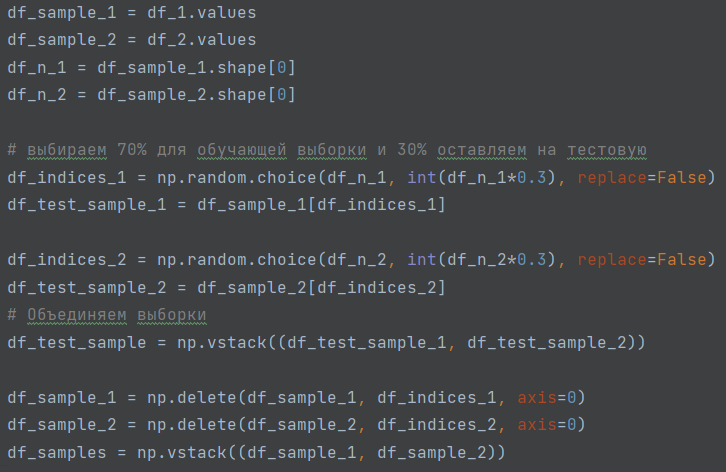 df_sample_1 = df_1.values
df_sample_2 = df_2.values
df_n_1 = df_sample_1.shape[0]
df_n_2 = df_sample_2.shape[0]
# выбираем 70% для обучающей выборки и 30% оставляем на тестовую
df_indices_1 = np.random.choice(df_n_1, int(df_n_1*0.3), replace=False)
df_test_sample_1 = df_sample_1[df_indices_1]
df_indices_2 = np.random.choice(df_n_2, int(df_n_2*0.3), replace=False)
df_test_sample_2 = df_sample_2[df_indices_2]
# Объединяем выборки
df_test_sample = np.vstack((df_test_sample_1, df_test_sample_2))
df_sample_1 = np.delete(df_sample_1, df_indices_1, axis=0)
df_sample_2 = np.delete(df_sample_2, df_indices_2, axis=0)
df_samples = np.vstack((df_sample_1, df_sample_2))